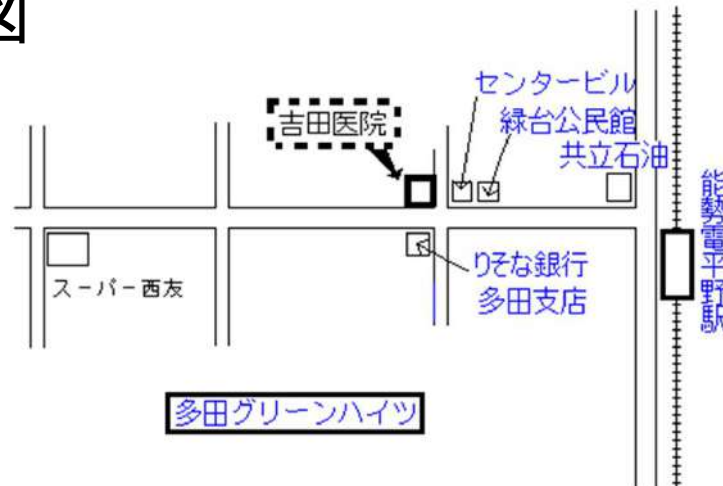 図
センタービル
吉田医院
緑台公民館
共立石油
能勢電平野駅
スーパー西友
りそな銀行
多田支店
多田グリーンハイツ